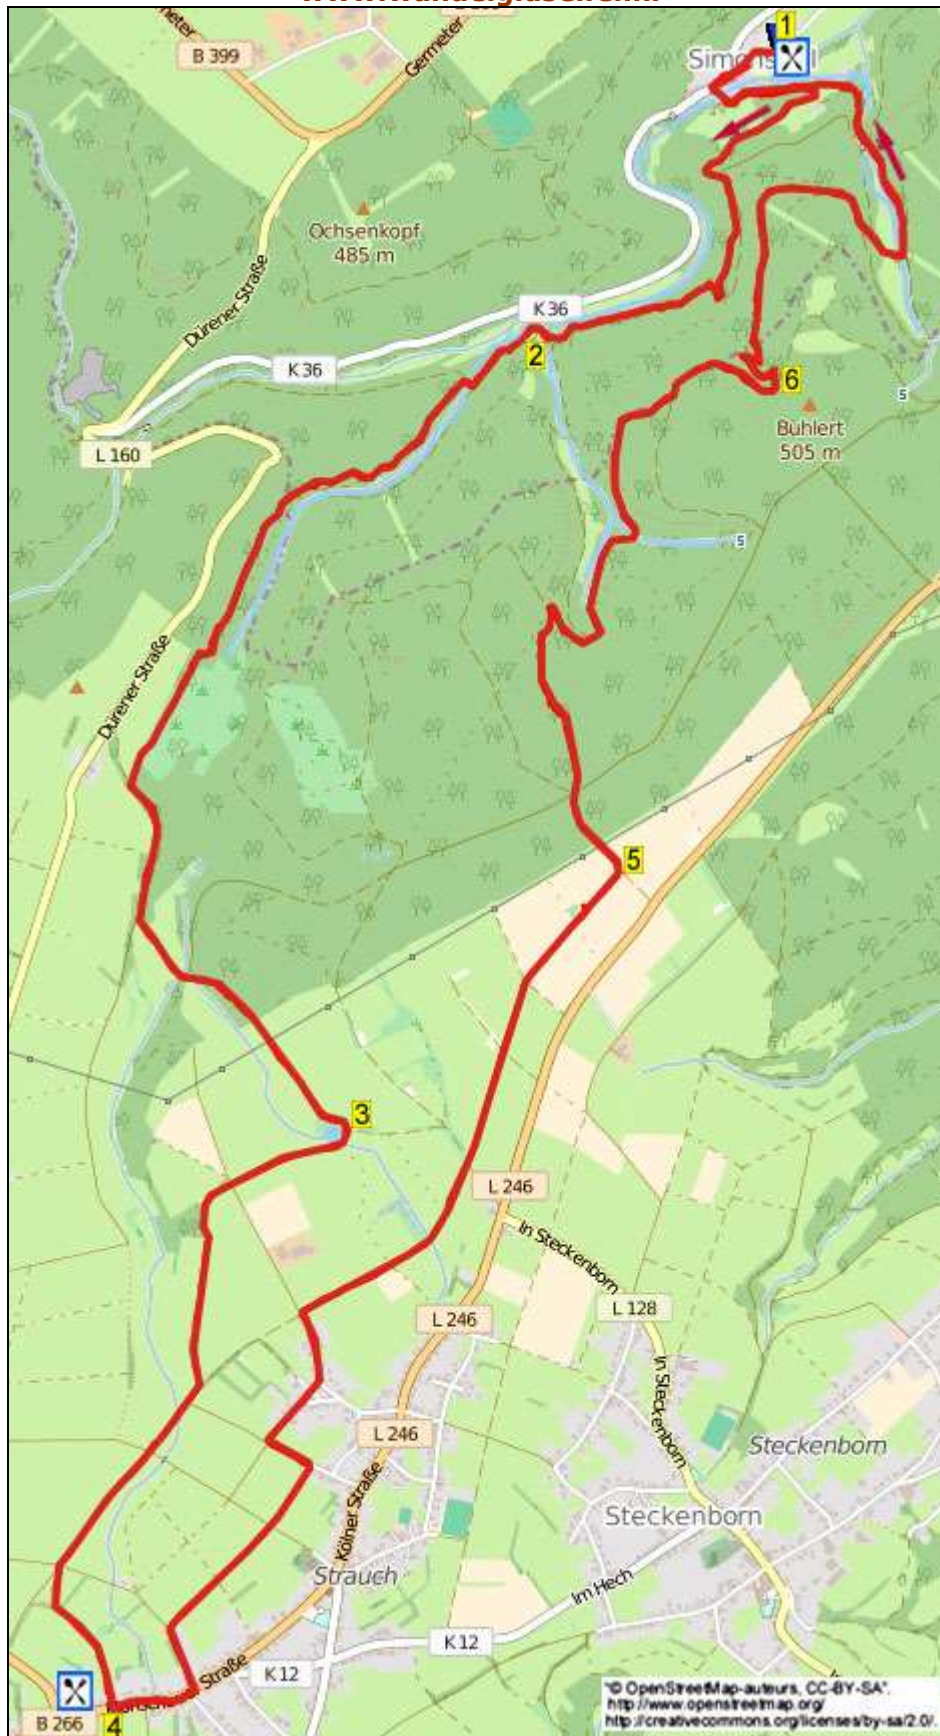 1
Germeter
B 399
Ochsenkopf
485 m
Dürener Straße
K 36
2
K 36
6
S
Buhlert
505 m
L 160
S
Dürener Straße
5
3
L 246
In Steckenborn
L 246
L 128
In Steckenborn
L 246
Steckenborn
Kölner Straße
Steckenborn
Strauch
Im Hech
K 12
K 12
Straße
B 266
4
"© OpenStreetMap-auteurs, CC-BY-SA".
http://www.openstreetmap.org/
http://creativecommons.org/licenses/by-sa/2.0/.